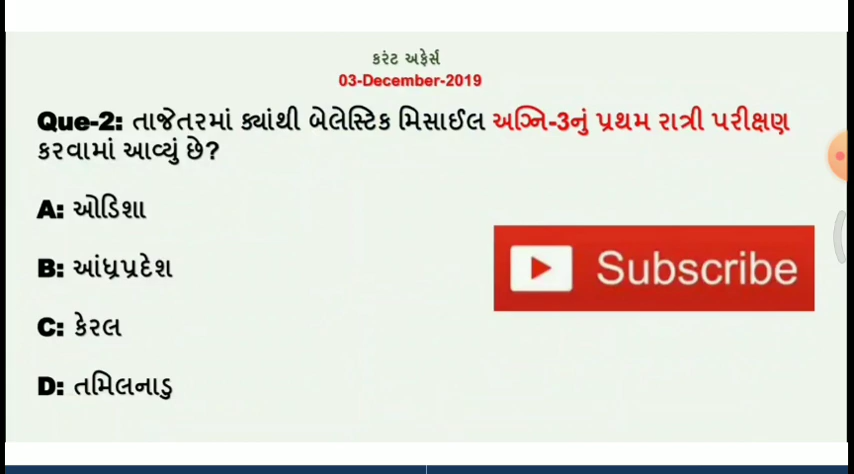 કરંટ અફેર્સ
03-December-2019
Que-2: તાજેતરમાં ક્યાંથી બેલેસ્ટિક મિસાઈલ અગ્નિ-3નું પ્રથમ રાત્રી પરીક્ષણ
કરવામાં આવ્યું છે?
A: ઓડિશા
B: આંધ્રપ્રદેશ
Subscribe
C: કેરલ
D: તમિલનાડુ